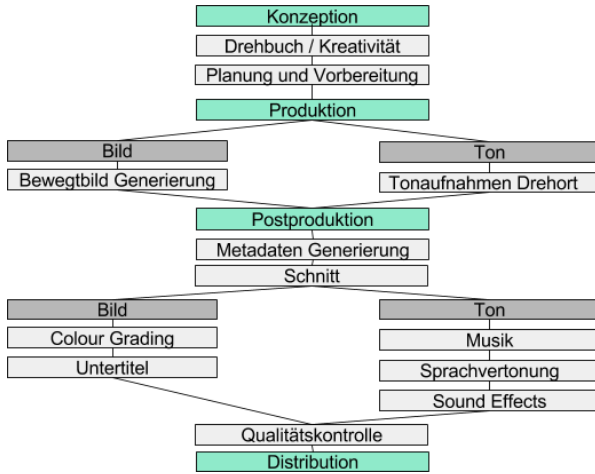 Konzeption
Drehbuch / Kreativität
Planung und Vorbereitung
Produktion
Bild
Ton
Bewegtbild Generierung
Tonaufnahmen Drehort
Postproduktion
Metadaten Generierung
Schnitt
Bild
Ton
Colour Grading
Musik
Untertitel
Sprachvertonung
Sound Effects
Qualitätskontrolle
Distribution